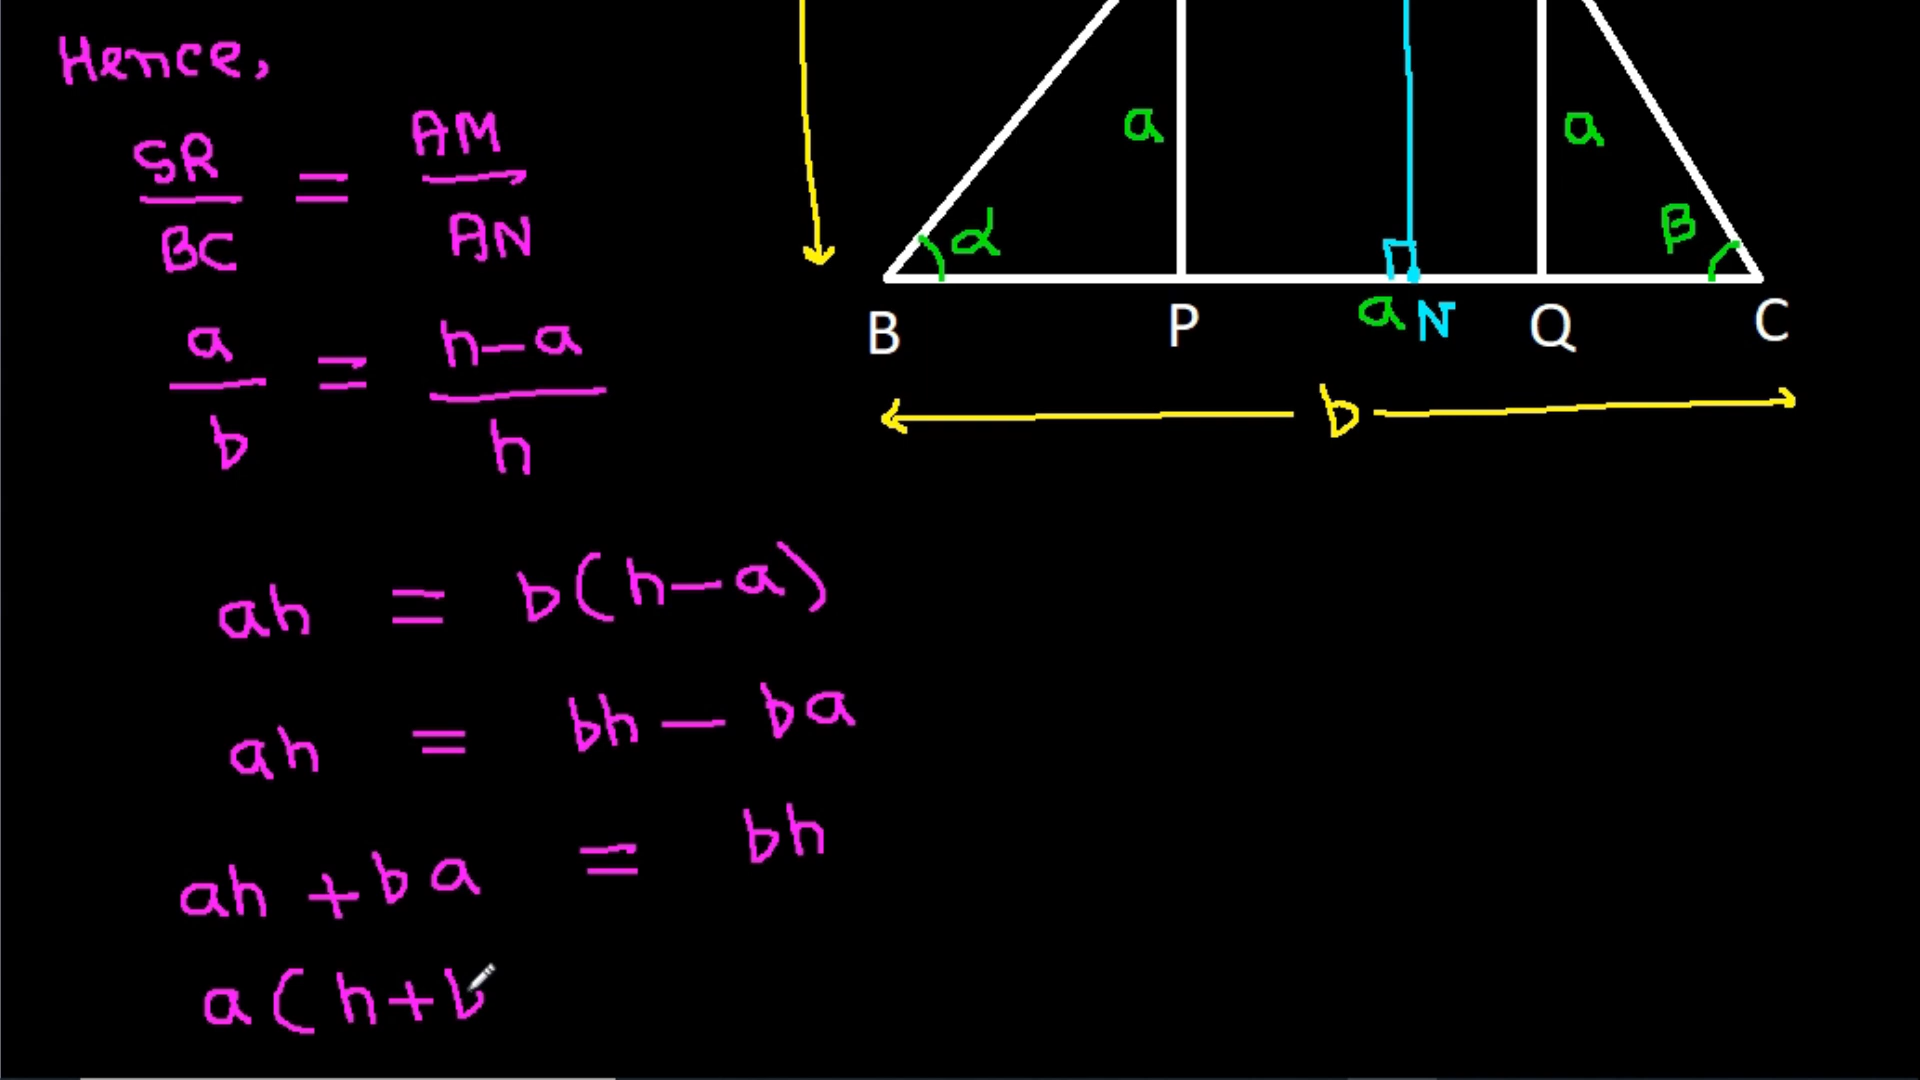 Hence,
SR/BC = AM/AN
a/b = h-a/h
ah = b(h-a)
ah = bh - ba
ah + ba = bh
a(h+b
a a
α β
B P a N Q C
b